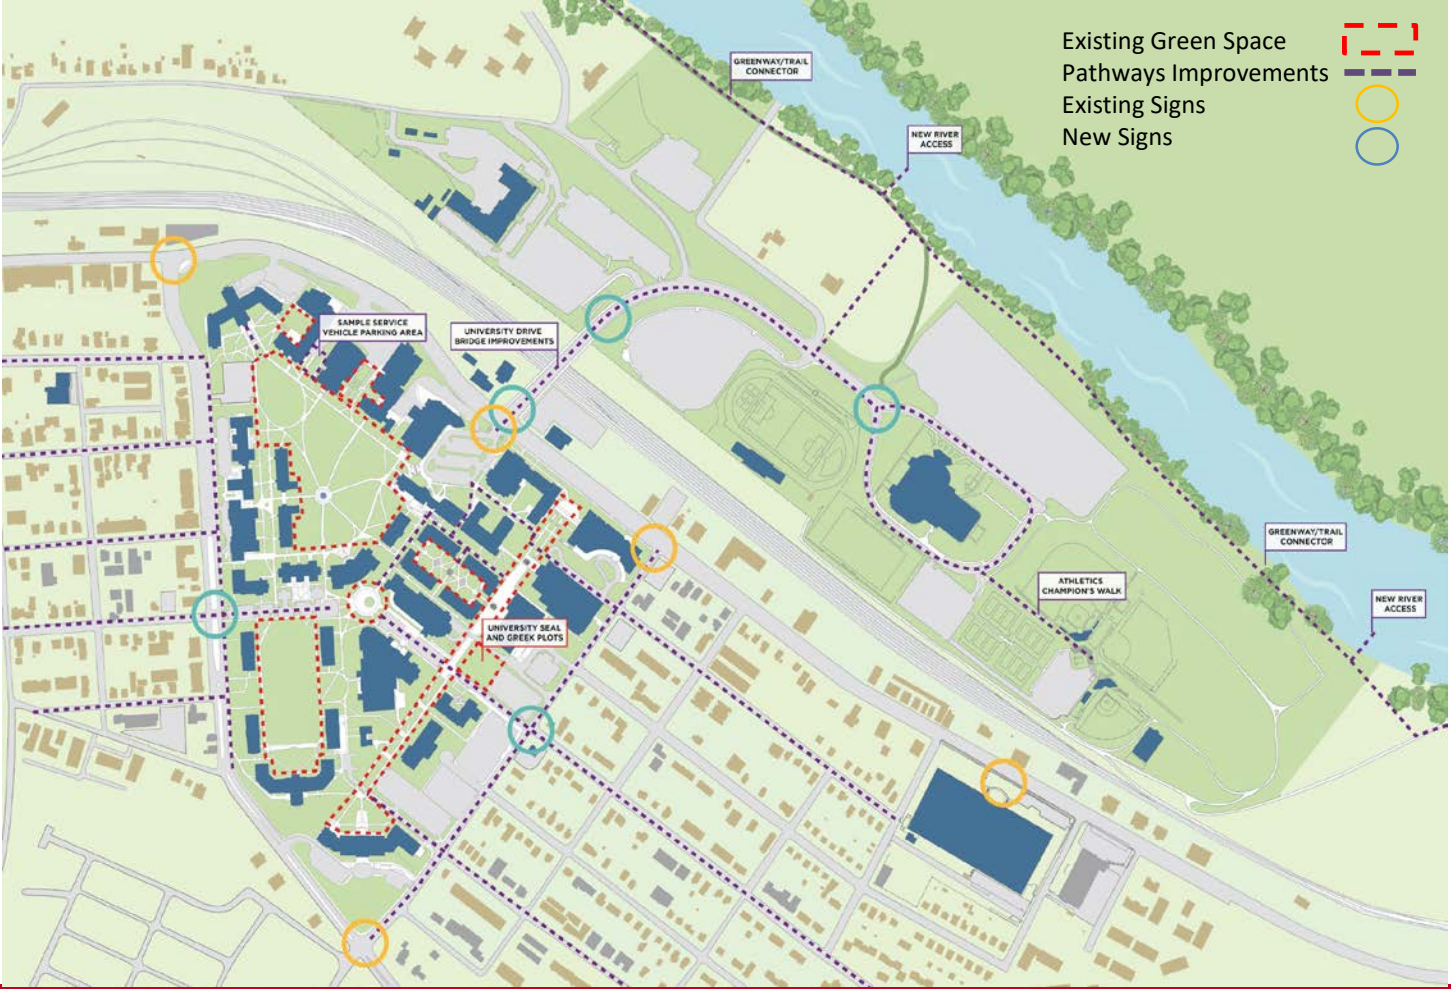 Existing Green Space
Pathways Improvements
Existing Signs
New Signs
GREENWAY/TRAIL
CONNECTOR
NEW RIVER
ACCESS
SAMPLE SERVICE
VEHICLE PARKING AREA
UNIVERSITY DRIVE
BRIDGE IMPROVEMENTS
GREENWAY/TRAIL
CONNECTOR
ATHLETICS
CHAMPION'S WALK
NEW RIVER
ACCESS
UNIVERSITY SEAL
AND GREEK PLOTS